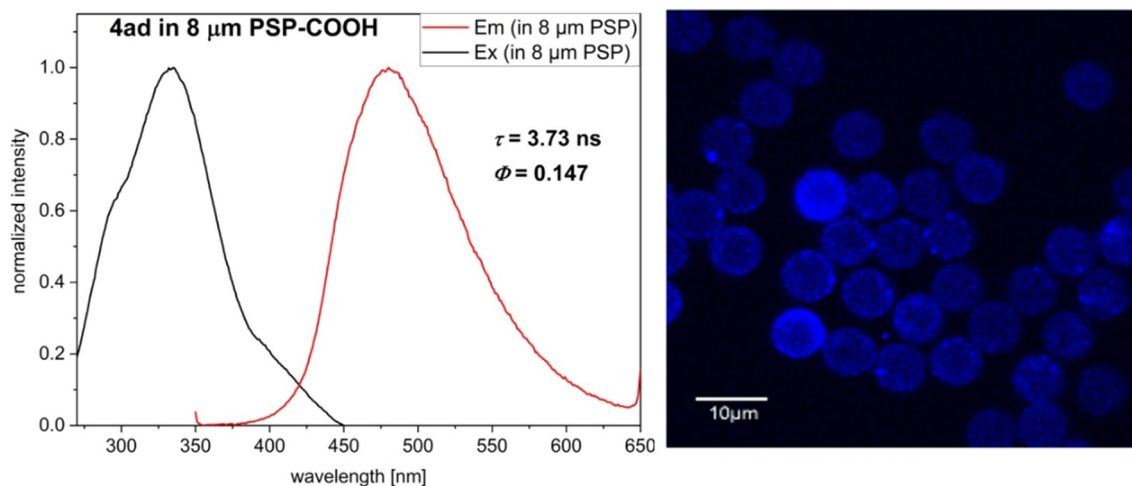 4ad in 8 μm PSP-COOH
Em (in 8 μm PSP)
Ex (in 8 μm PSP)
τ = 3.73 ns
Φ = 0.147
normalized intensity
1.0
0.8
0.6
0.4
0.2
0.0
300 350 400 450 500 550 600 650
wavelength [nm]
10μm